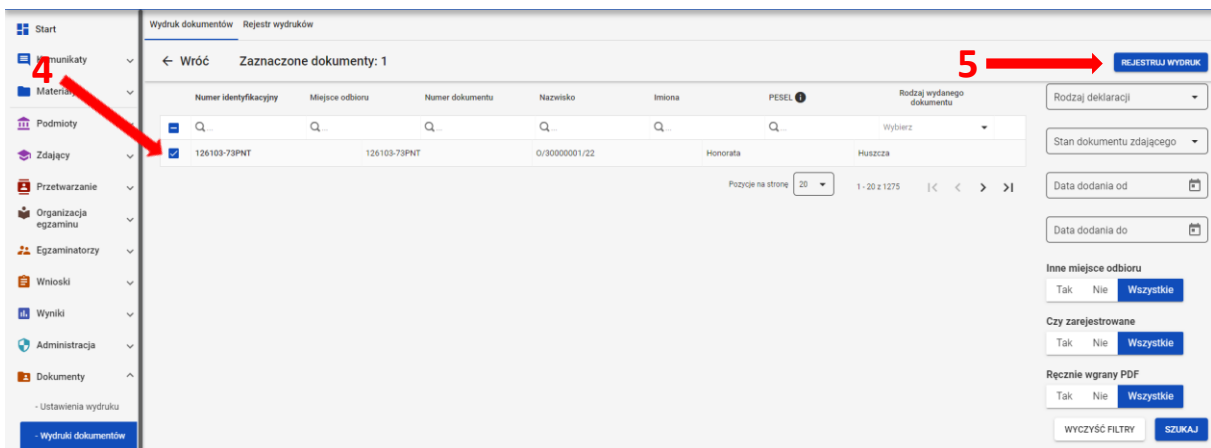 Start
Komunikaty
Materiały
Podmioty
Zdający
Przetwarzanie
Organizacja
egzaminu
Egzaminatorzy
Wnioski
Wyniki
Administracja
Dokumenty
- Ustawienia wydruku
- Wydruki dokumentów
Wydruk dokumentów Rejestr wydruków
← Wróć Zaznaczone dokumenty: 1
4
5
REJESTRUJ WYDRUK
Numer identyfikacyjny Miejsce odbioru Numer dokumentu Nazwisko Imiona PESEL Rodzaj wydanego
dokumentu
... ... ... ... ... ... Wybierz
126103-73PNT 126103-73PNT O/30000001/22 Honorata Huszcza
Pozycje na stronę 20 1 - 20 z 1275
Rodzaj deklaracji
Stan dokumentu zdającego
Data dodania od
Data dodania do
Inne miejsce odbioru
Tak Nie Wszystkie
Czy zarejestrowane
Tak Nie Wszystkie
Ręcznie wgrany PDF
Tak Nie Wszystkie
WYCZYŚĆ FILTRY SZUKAJ